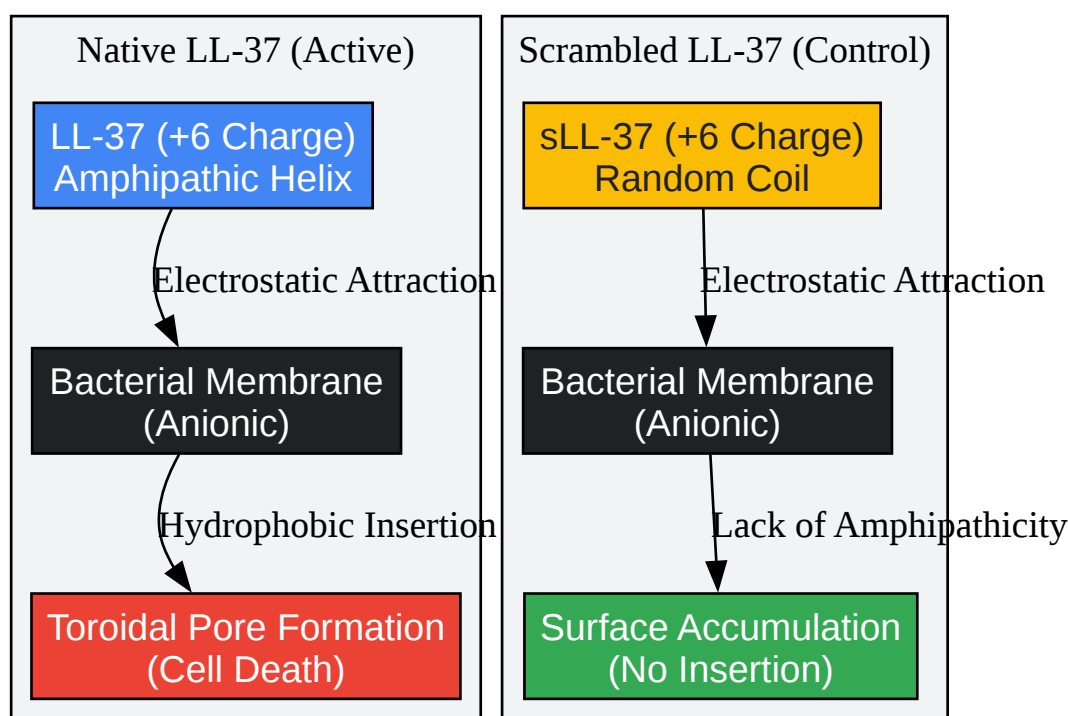 Native LL-37 (Active)
LL-37 (+6 Charge)
Amphipathic Helix
Electrostatic Attraction
Bacterial Membrane
(Anionic)
Hydrophobic Insertion
Toroidal Pore Formation
(Cell Death)
Scrambled LL-37 (Control)
sLL-37 (+6 Charge)
Random Coil
Electrostatic Attraction
Bacterial Membrane
(Anionic)
Lack of Amphipathicity
Surface Accumulation
(No Insertion)